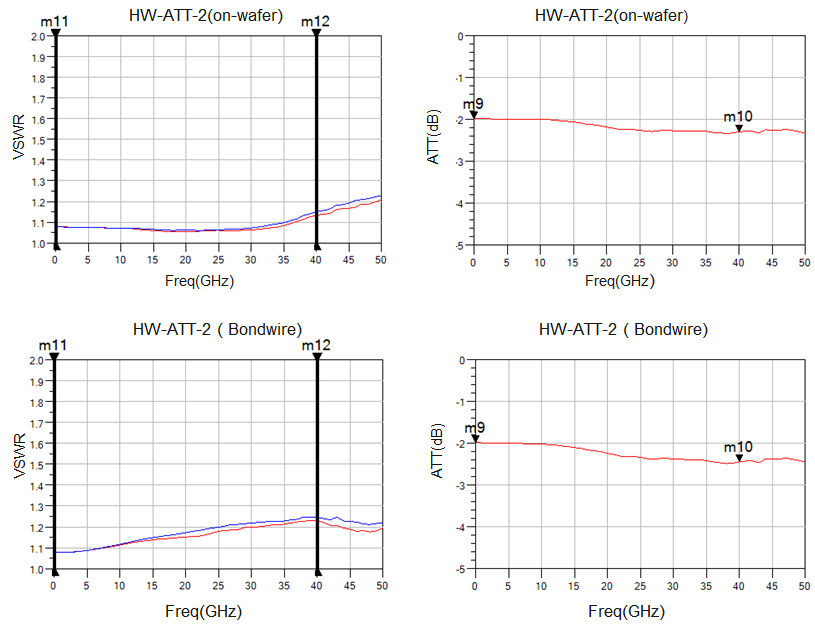 HW-ATT-2(on-wafer)
m11
m12
2.0
1.9
1.8
1.7
1.6
1.5
1.4
1.3
1.2
1.1
1.0
VSWR
0 5 10 15 20 25 30 35 40 45 50
Freq(GHz)
HW-ATT-2(on-wafer)
m9
m10
0
-1
-2
-3
-4
-5
ATT(dB)
0 5 10 15 20 25 30 35 40 45 50
Freq(GHz)
HW-ATT-2 ( Bondwire)
m11
m12
2.0
1.9
1.8
1.7
1.6
1.5
1.4
1.3
1.2
1.1
1.0
VSWR
0 5 10 15 20 25 30 35 40 45 50
Freq(GHz)
HW-ATT-2 ( Bondwire)
m9
m10
0
-1
-2
-3
-4
-5
ATT(dB)
0 5 10 15 20 25 30 35 40 45 50
Freq(GHz)